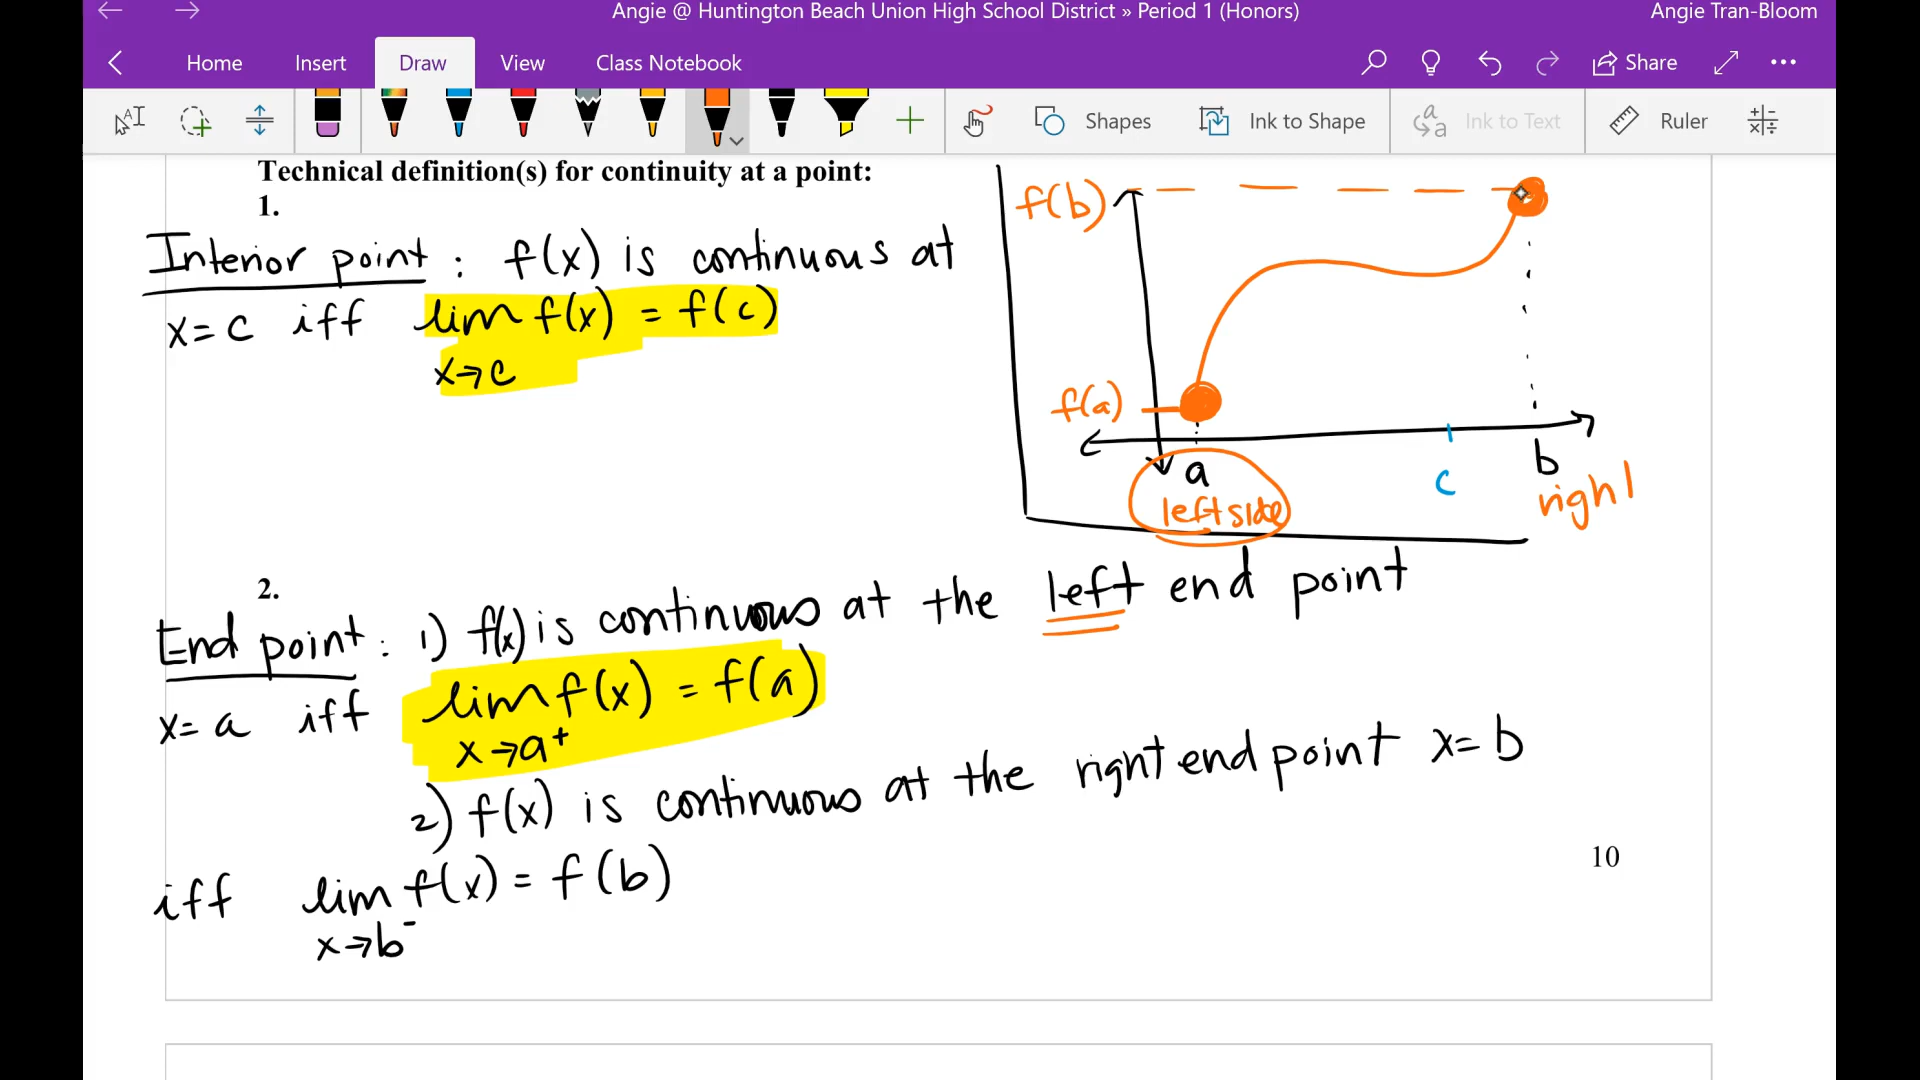 Angie @ Huntington Beach Union High School District » Period 1 (Honors)
Angie Tran-Bloom
Home Insert Draw View Class Notebook Share
Shapes Ink to Shape Ink to Text Ruler
Technical definition(s) for continuity at a point:
1.
Interior point : f(x) is continuous at
x = c iff lim f(x) = f(c)
x→c
f(b)
f(a)
a
left side
c
b
right
2.
End point : 1) f(x) is continuous at the left end point
x = a iff lim f(x) = f(a)
x→a+
2) f(x) is continuous at the right end point x = b
iff lim f(x) = f(b)
x→b-
10